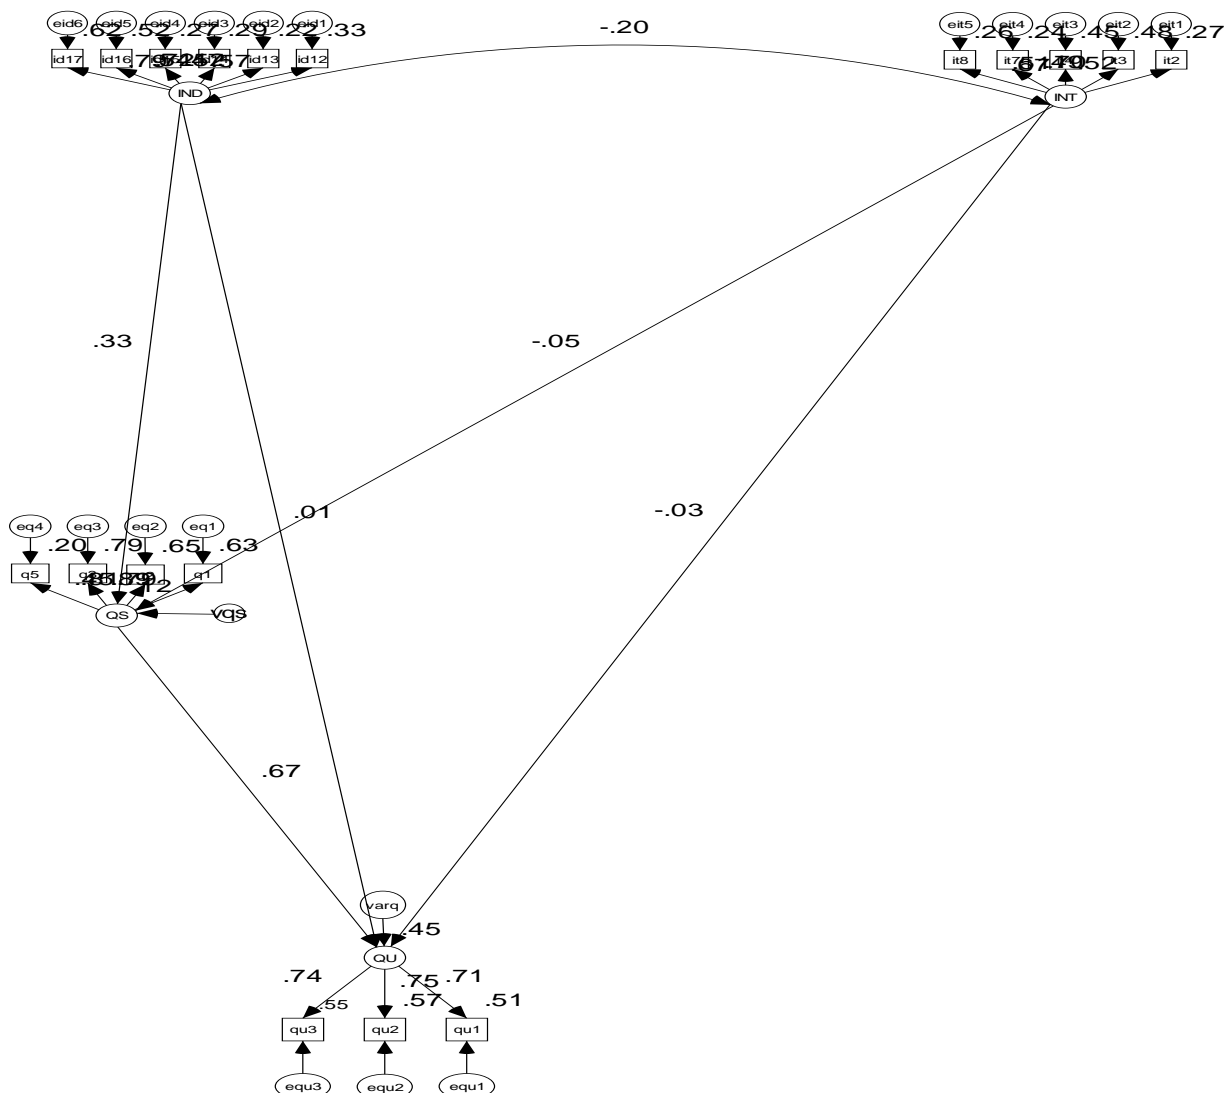 eid6 eid5 eid4 eid3 eid2 eid1
.62 .52 .27 .29 .22 .33
id17 id16 id13 id12
IND
-.20
eit5 eit4 eit3 eit2 eit1
.26 .24 .45 .48 .27
it8 it3 it2
INT
.33
-.05
.01
-.03
eq4 eq3 eq2 eq1
.20 .79 .65 .63
q5 q1
.12
QS
vqs
.67
varq
.45
QU
.74 .75 .71
.55 .57 .51
qu3 qu2 qu1
equ3 equ2 equ1